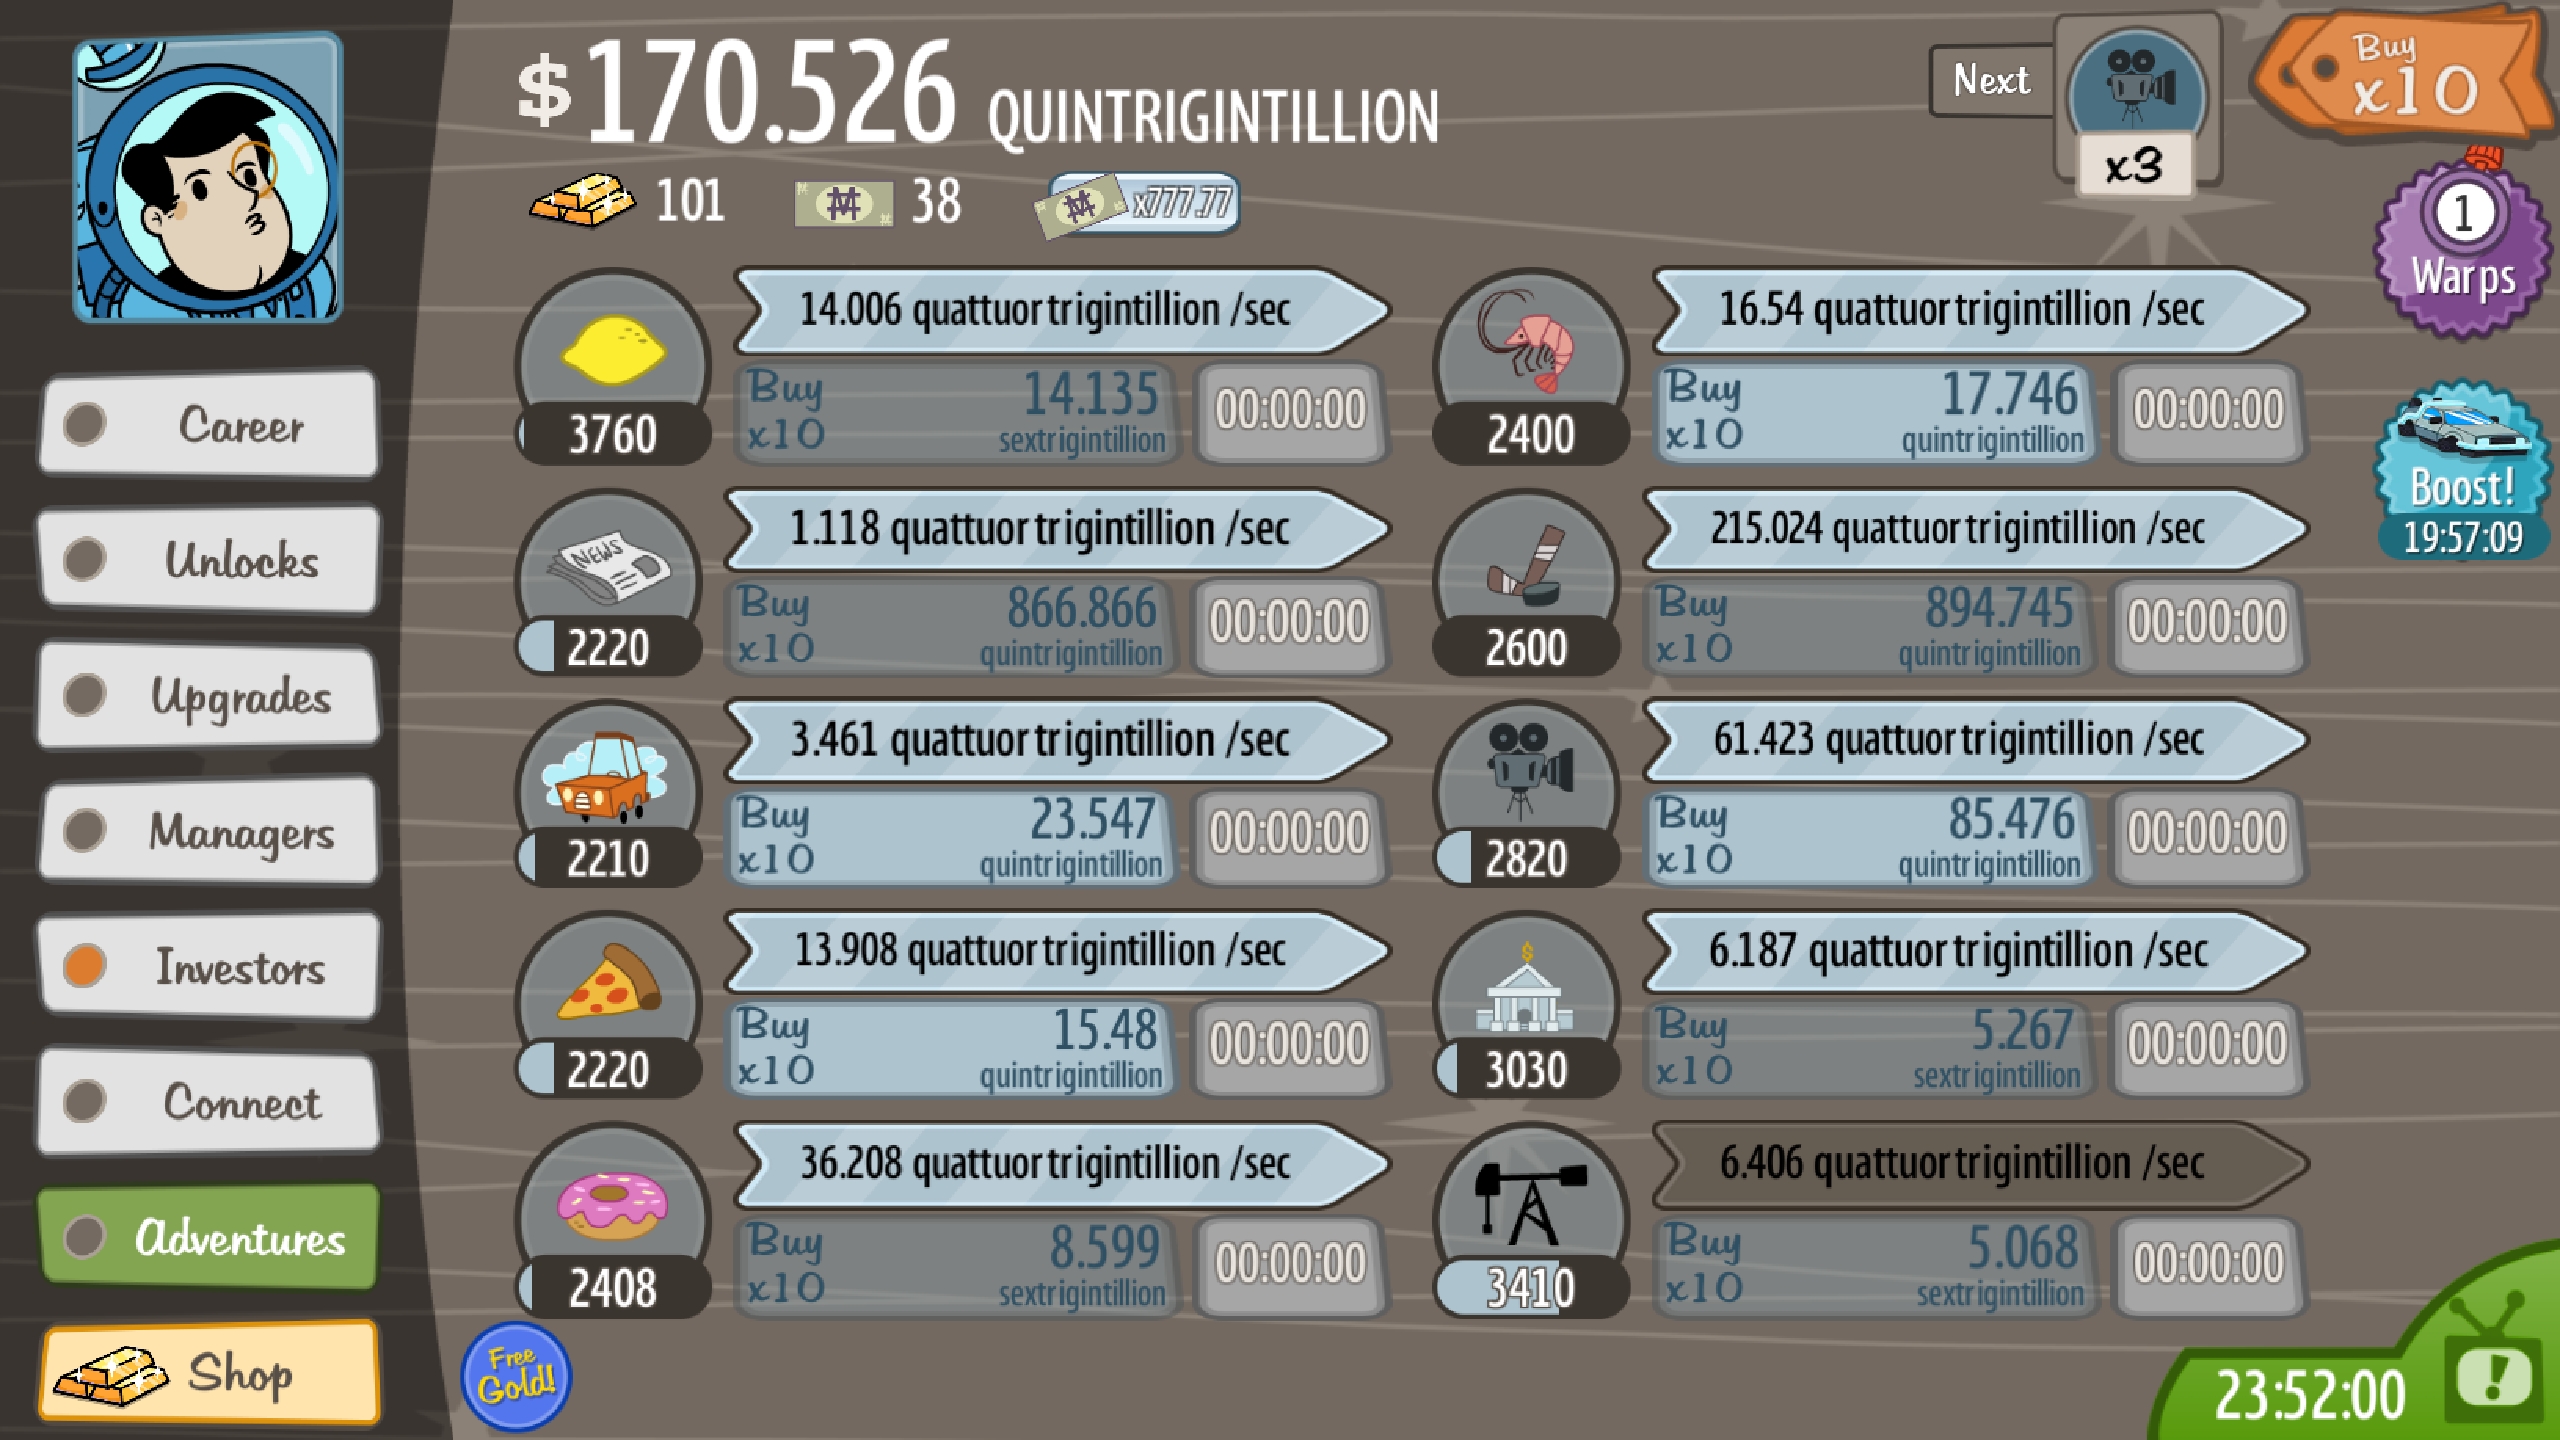 $170.526 QUINTRIGINTILLION
101 38 x777.77
Next
x3
Buy
x10
1
Warps
Boost!
19:57:09
Career
Unlocks
Upgrades
Managers
Investors
Connect
Adventures
Shop
14.006 quattuortrigintillion /sec
Buy
x10
14.135
sextrigintillion
00:00:00
3760
16.54 quattuortrigintillion /sec
Buy
x10
17.746
quintrigintillion
00:00:00
2400
NEWS
1.118 quattuortrigintillion /sec
Buy
x10
866.866
quintrigintillion
00:00:00
2220
215.024 quattuortrigintillion /sec
Buy
x10
894.745
quintrigintillion
00:00:00
2600
3.461 quattuortrigintillion /sec
Buy
x10
23.547
quintrigintillion
00:00:00
2210
61.423 quattuortrigintillion /sec
Buy
x10
85.476
quintrigintillion
00:00:00
2820
13.908 quattuortrigintillion /sec
Buy
x10
15.48
quintrigintillion
00:00:00
2220
$
6.187 quattuortrigintillion /sec
Buy
x10
5.267
sextrigintillion
00:00:00
3030
36.208 quattuortrigintillion /sec
Buy
x10
8.599
sextrigintillion
00:00:00
2408
6.406 quattuortrigintillion /sec
Buy
x10
5.068
sextrigintillion
00:00:00
3410
Free
Gold!
23:52:00
!